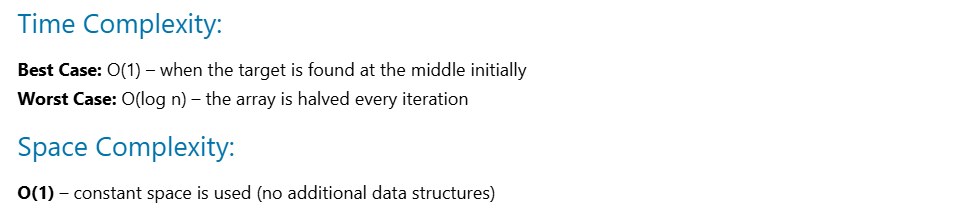 Time Complexity:
Best Case: O(1) – when the target is found at the middle initially
Worst Case: O(log n) – the array is halved every iteration
Space Complexity:
O(1) – constant space is used (no additional data structures)